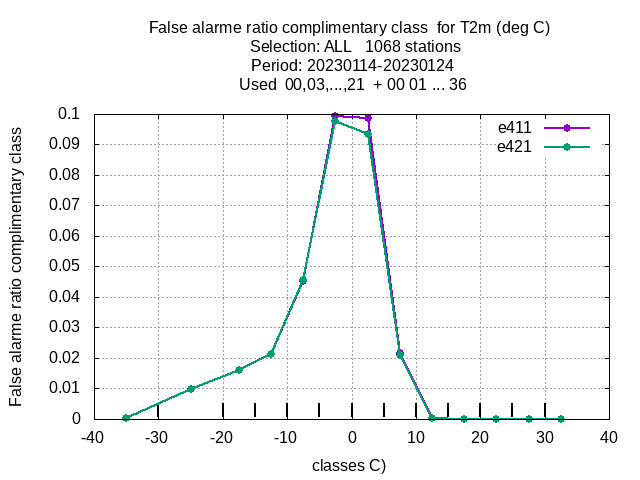 False alarme ratio complimentary class  for T2m (deg C)
Selection: ALL   1068 stations
Period: 20230114-20230124
Used  00,03,...,21  + 00 01 ... 36
False alarme ratio complimentary class
0.1
0.09
0.08
0.07
0.06
0.05
0.04
0.03
0.02
0.01
0
e411
e421
-40 -30 -20 -10 0 10 20 30 40
classes C)